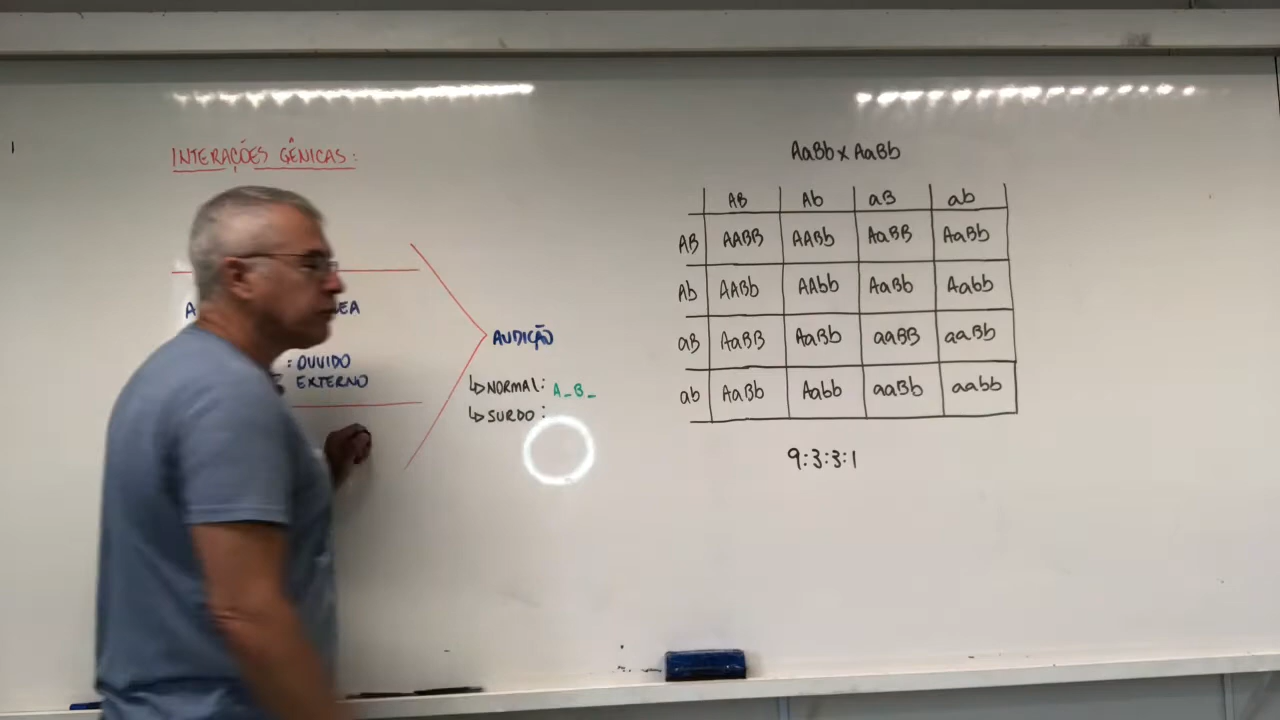 INTERAÇÕES GÊNICAS:
: OUVIDO
EXTERNO
AUDIÇÃO
↳NORMAL: A_B_
↳SURDO:
AaBb x AaBb
AB Ab aB ab
AB AABB AABb AaBB AaBb
Ab AABb AAbb AaBb Aabb
aB AaBB AaBb aaBB aaBb
ab AaBb Aabb aaBb aabb
9:3:3:1